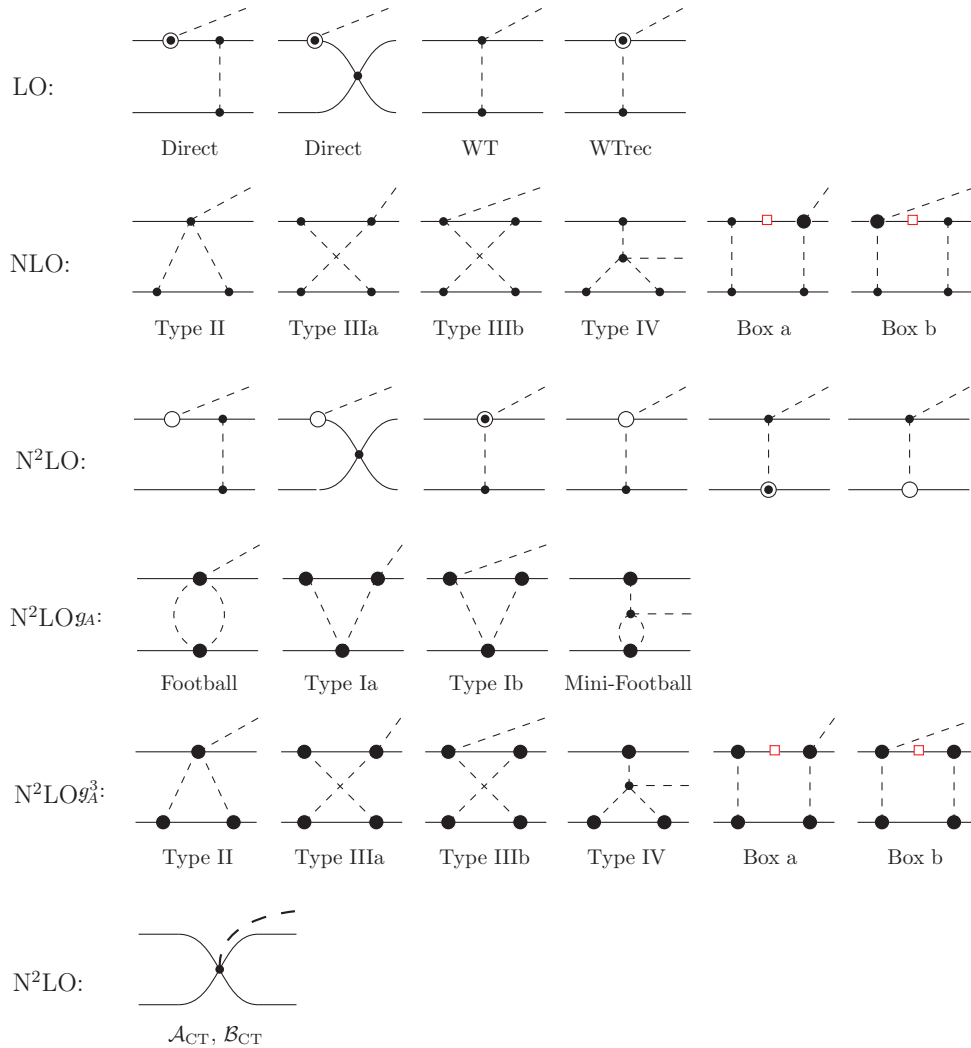 LO:
Direct Direct WT WTrec
NLO:
Type II Type IIIa Type IIIb Type IV Box a Box b
N²LO:
N²LOg_A:
Football Type Ia Type Ib Mini-Football
N²LOg_A³:
Type II Type IIIa Type IIIb Type IV Box a Box b
N²LO:
𝒜_CT, ℬ_CT